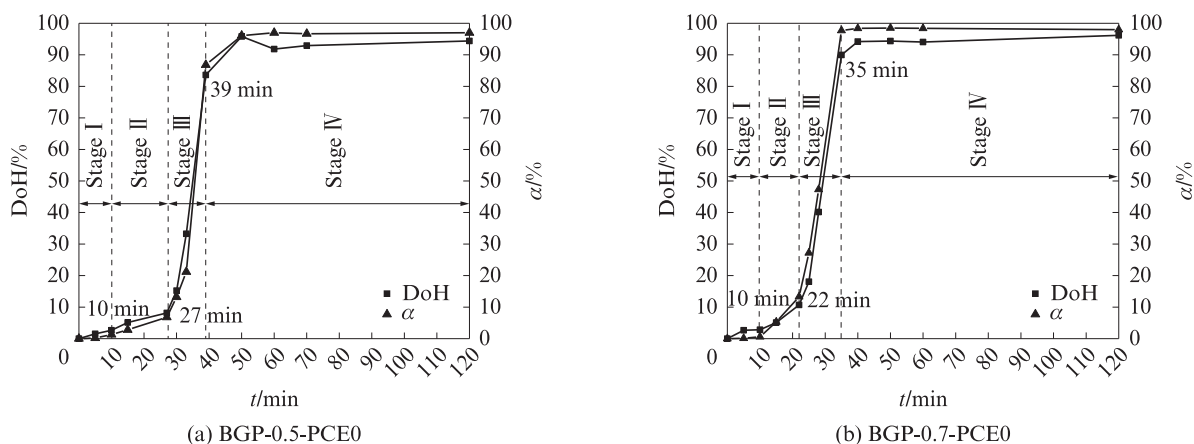 100
90
80
70
60
50
40
30
20
10
0
DoH/%
Stage Ⅰ
Stage Ⅱ
Stage Ⅲ
Stage Ⅳ
39 min
10 min
27 min
DoH
α
100
90
80
70
60
50
40
30
20
10
0
α/%
0 10 20 30 40 50 60 70 80 90 100 110 120
t/min
(a) BGP-0.5-PCE0
100
90
80
70
60
50
40
30
20
10
0
DoH/%
Stage Ⅰ
Stage Ⅱ
Stage Ⅲ
Stage Ⅳ
35 min
10 min
22 min
DoH
α
100
90
80
70
60
50
40
30
20
10
0
α/%
0 10 20 30 40 50 60 70 80 90 100 110 120
t/min
(b) BGP-0.7-PCE0